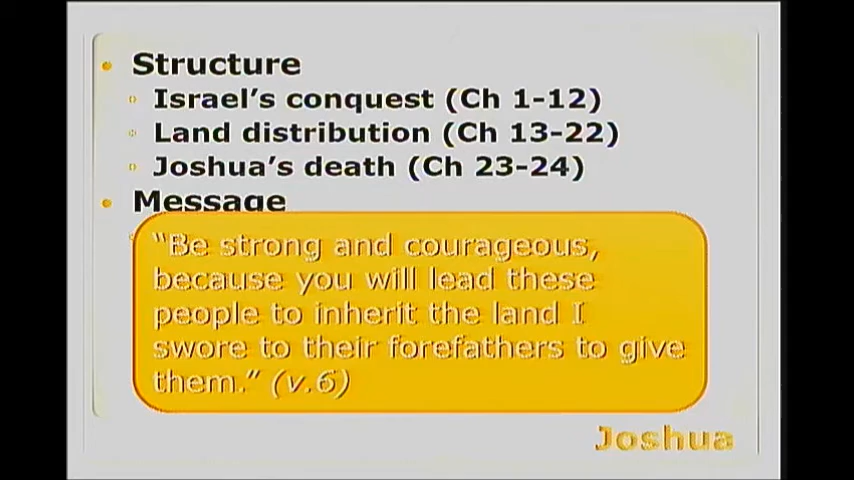 Structure
Israel's conquest (Ch 1-12)
Land distribution (Ch 13-22)
Joshua's death (Ch 23-24)
Message
"Be strong and courageous,
because you will lead these
people to inherit the land I
swore to their forefathers to give
them." (v.6)
Joshua